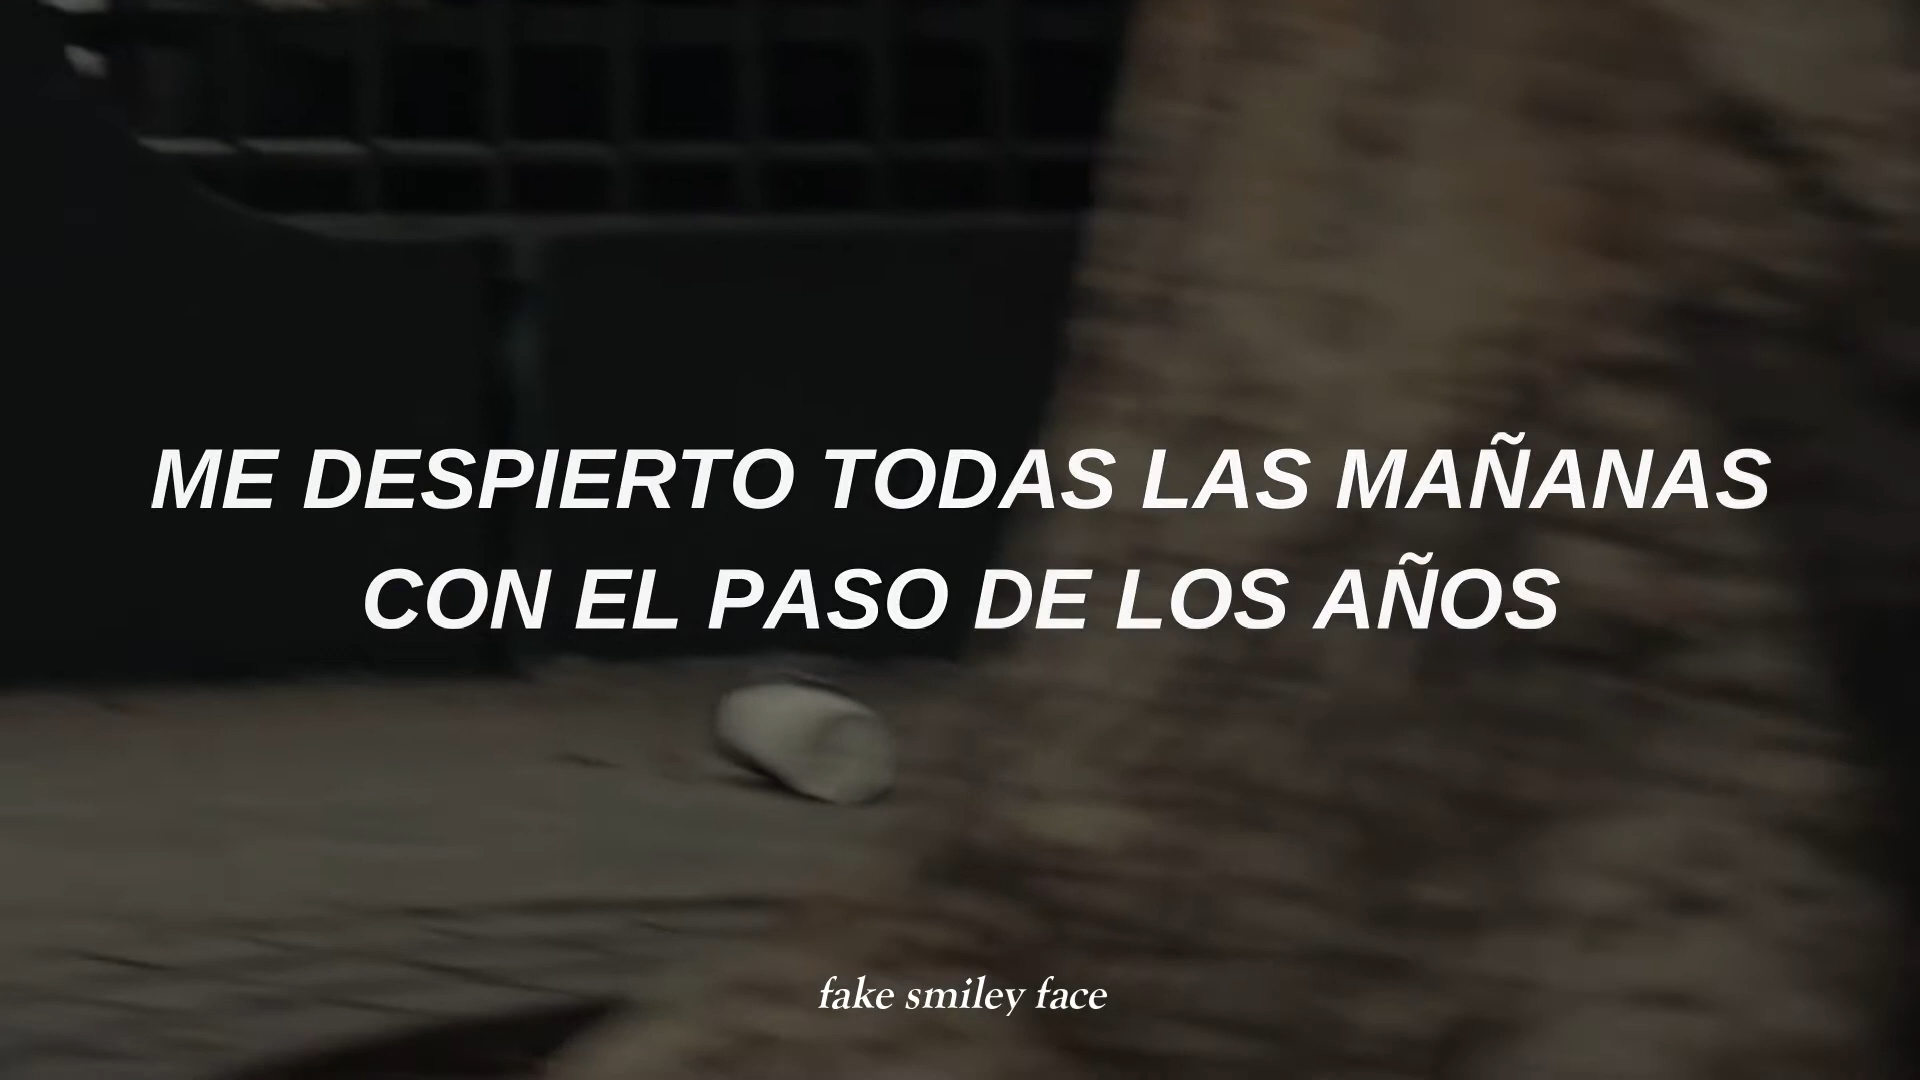 ME DESPIERTO TODAS LAS MAÑANAS
CON EL PASO DE LOS AÑOS
fake smiley face